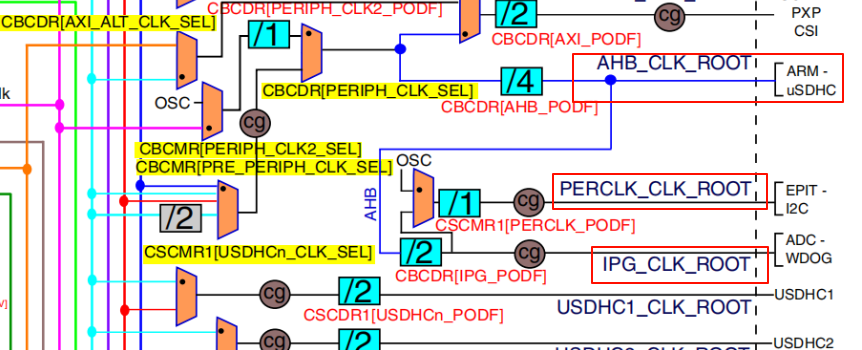 CBCDR[PERIPH_CLK2_PODF]
/2
cg
PXP
CSI
CBCDR[AXI_ALT_CLK_SEL]
/1
CBCDR[AXI_PODF]
AHB_CLK_ROOT
/4
ARM -
uSDHC
CBCDR[PERIPH_CLK_SEL]
lk
OSC
CBCDR[AHB_PODF]
cg
CBCMR[PERIPH_CLK2_SEL]
CBCMR[PRE_PERIPH_CLK_SEL]
OSC
PERCLK_CLK_ROOT
EPIT -
I2C
AHB
/1
cg
/2
CSCMR1[PERCLK_PODF]
ADC -
WDOG
CSCMR1[USDHCn_CLK_SEL]
/2
cg
IPG_CLK_ROOT
CBCDR[IPG_PODF]
cg
/2
USDHC1
V]
CSCDR1[USDHCn_PODF]
USDHC1_CLK_ROOT
cg
/2
USDHC2